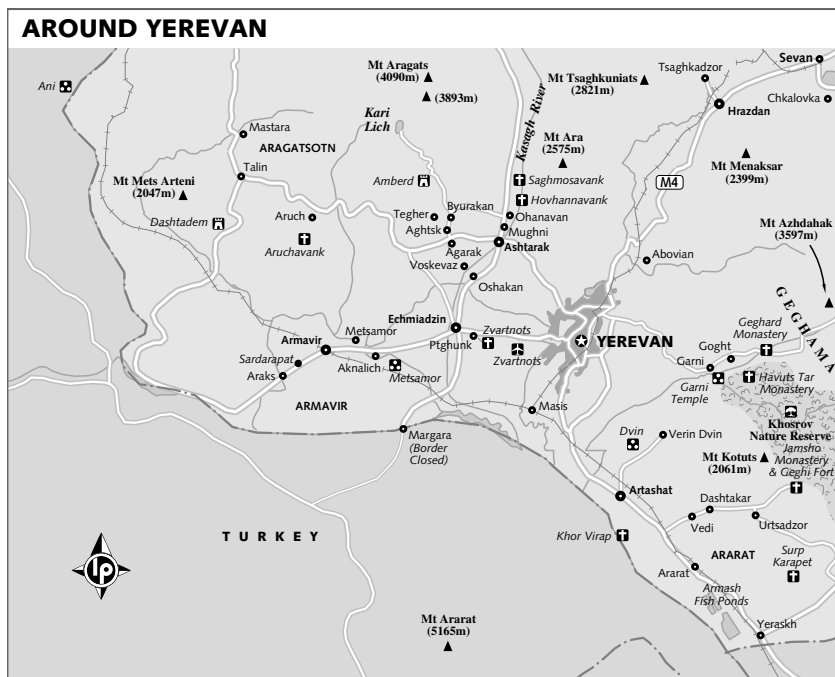 AROUND YEREVAN
Ani
Mt Aragats
(4090m)
(3893m)
Mt Tsaghkuniats
(2821m)
Tsaghkadzor
Sevan
Chkalovka
Hrazdan
Kari
Lich
Kasagh River
Mastara
ARAGATSOTN
Mt Ara
(2575m)
Mt Menaksar
(2399m)
Talin
Mt Mets Arteni
(2047m)
Amberd
Saghmosavank
M4
Hovhannavank
Dashtadem
Aruch
Tegher
Byurakan
Ohanavan
Mt Azhdahak
(3597m)
Aghtsk
Mughni
Aruchavank
Agarak
Ashtarak
Voskevaz
Abovian
Oshakan
GEGHAMA
Echmiadzin
Zvartnots
Metsamor
Armavir
Ptghunk
YEREVAN
Geghard
Monastery
Goght
Zvartnots
Sardarapat
Garni
Araks
Aknalich
Metsamor
Garni
Temple
Havuts Tar
Monastery
ARMAVIR
Masis
Khosrov
Nature Reserve
Margara
(Border
Closed)
Dvin
Verin Dvin
Mt Kotuts
(2061m)
Jamsho
Monastery
& Geghi Fort
Artashat
Dashtakar
Vedi
Urtsadzor
TURKEY
Khor Virap
ARARAT
Surp
Karapet
lp
Ararat
Armash
Fish Ponds
Mt Ararat
(5165m)
Yeraskh